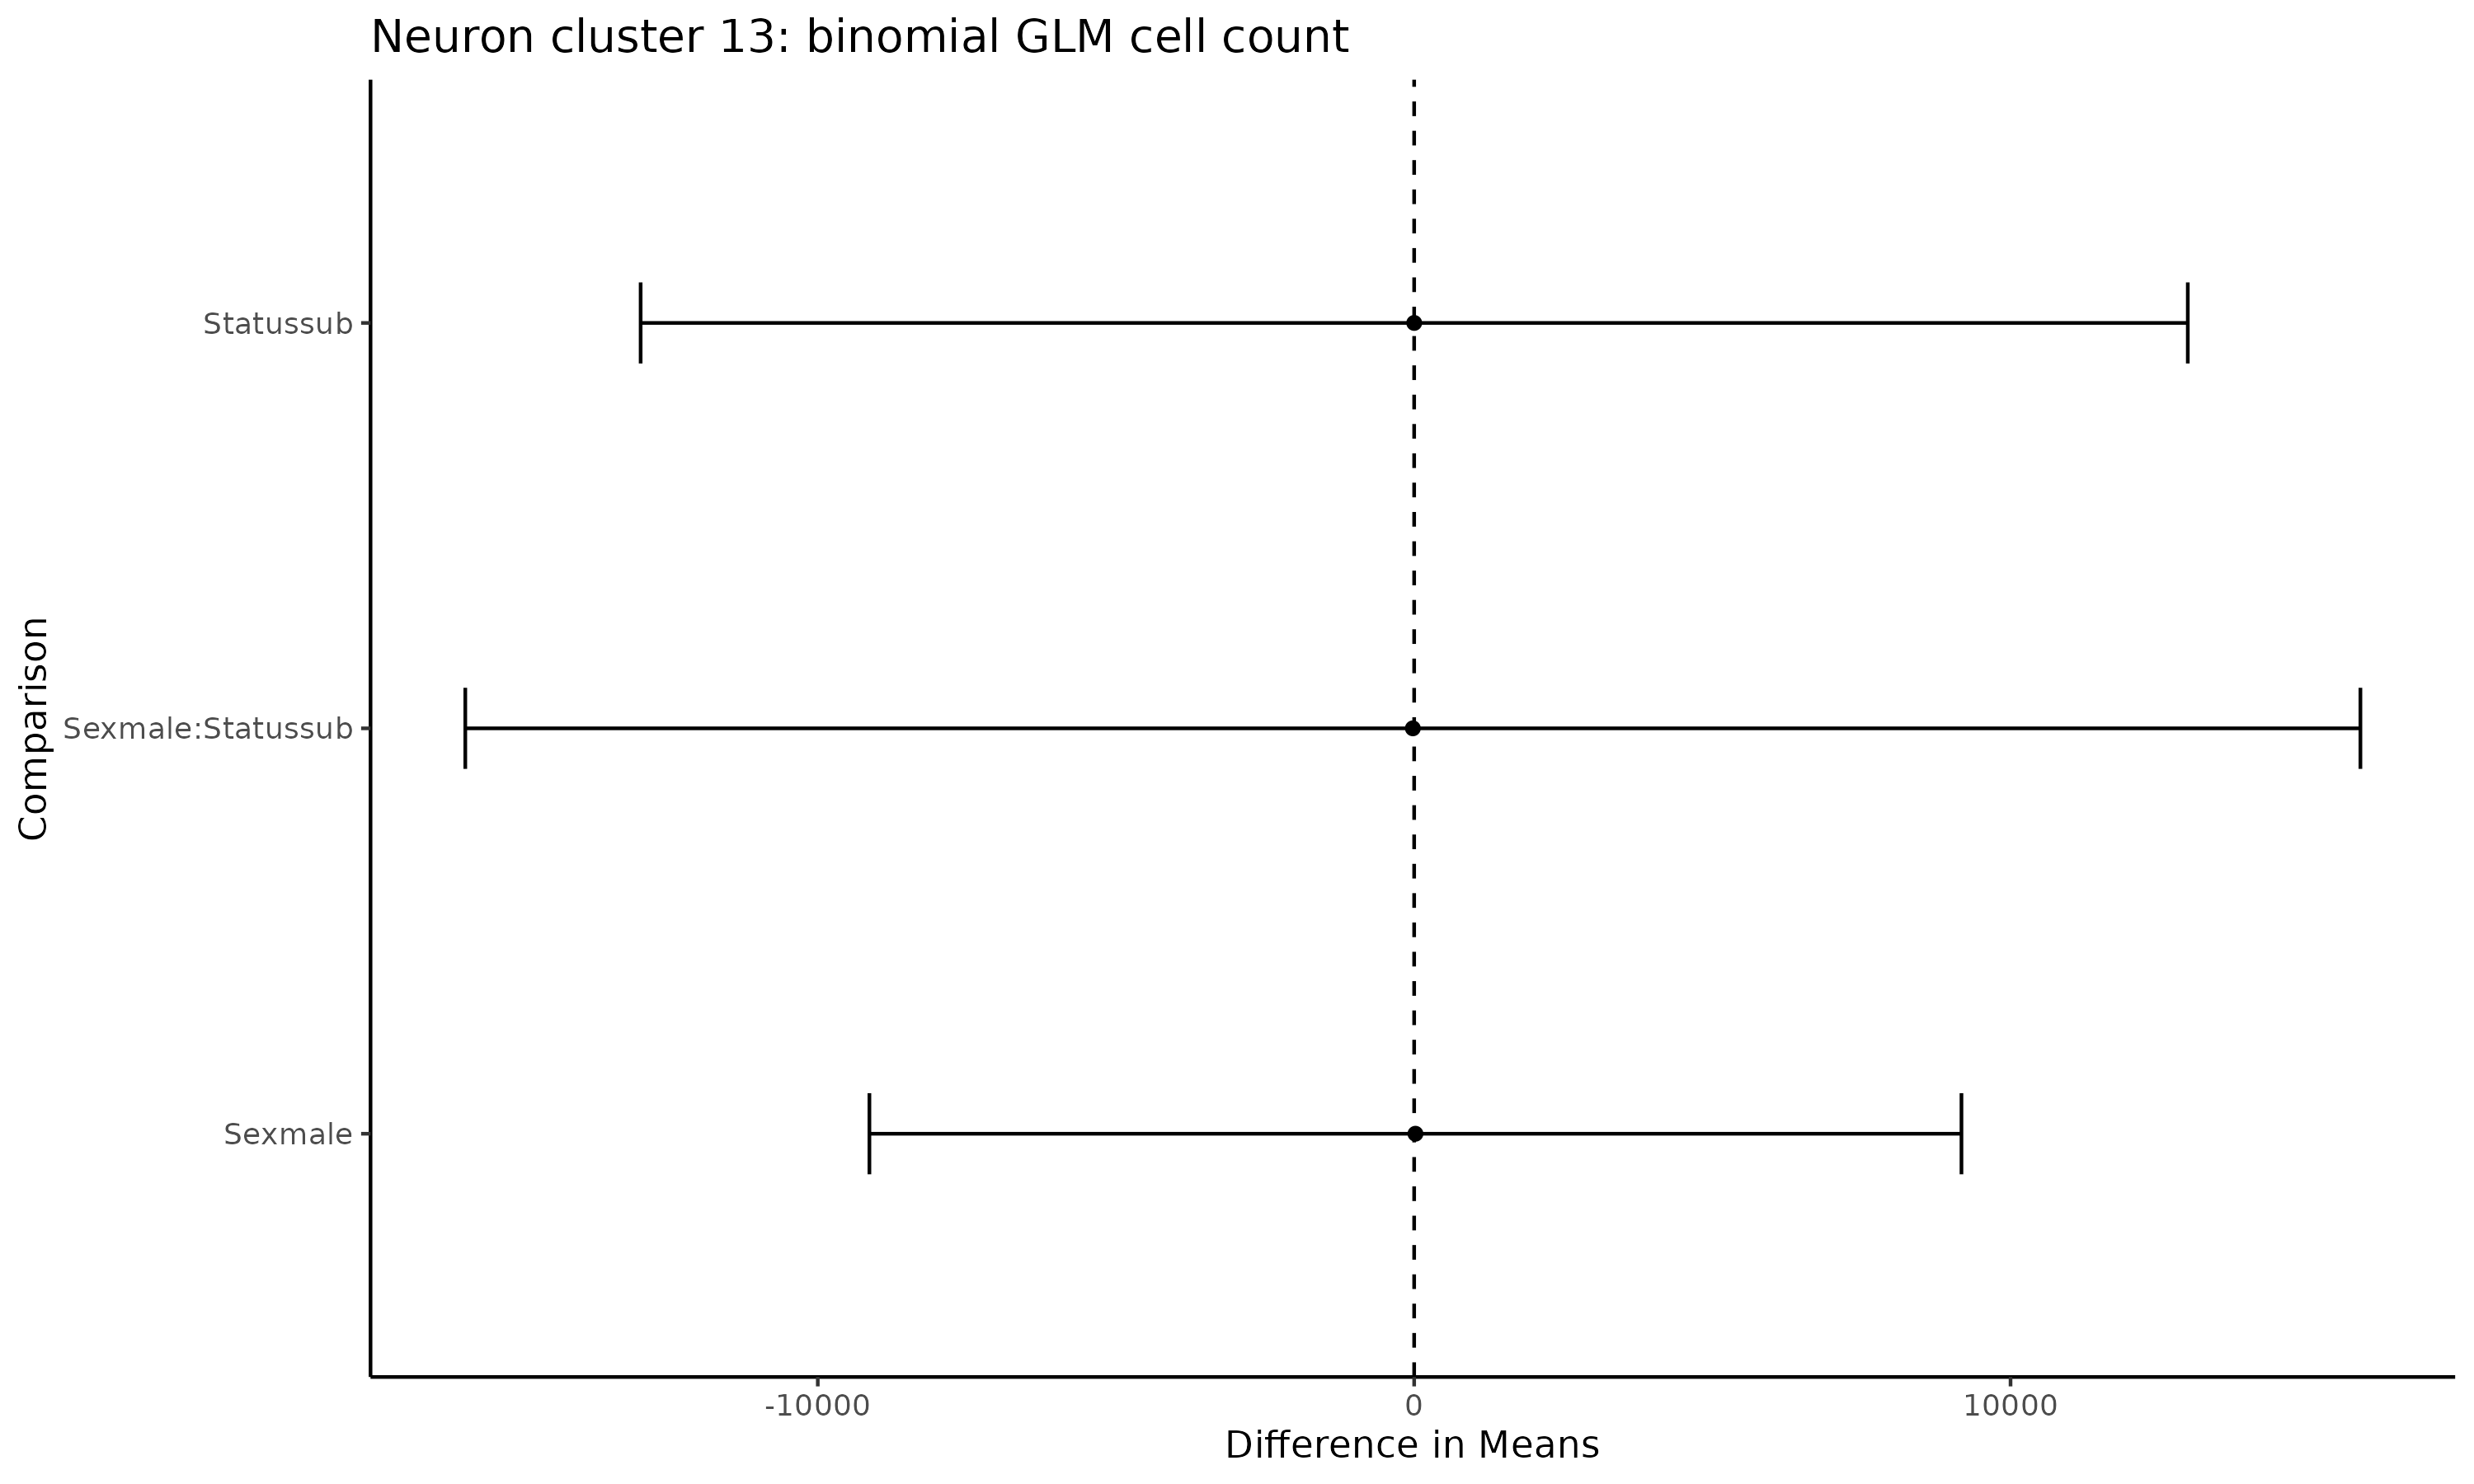 Neuron cluster 13: binomial GLM cell count
Comparison
Statussub
Sexmale:Statussub
Sexmale
-10000
0
10000
Difference in Means